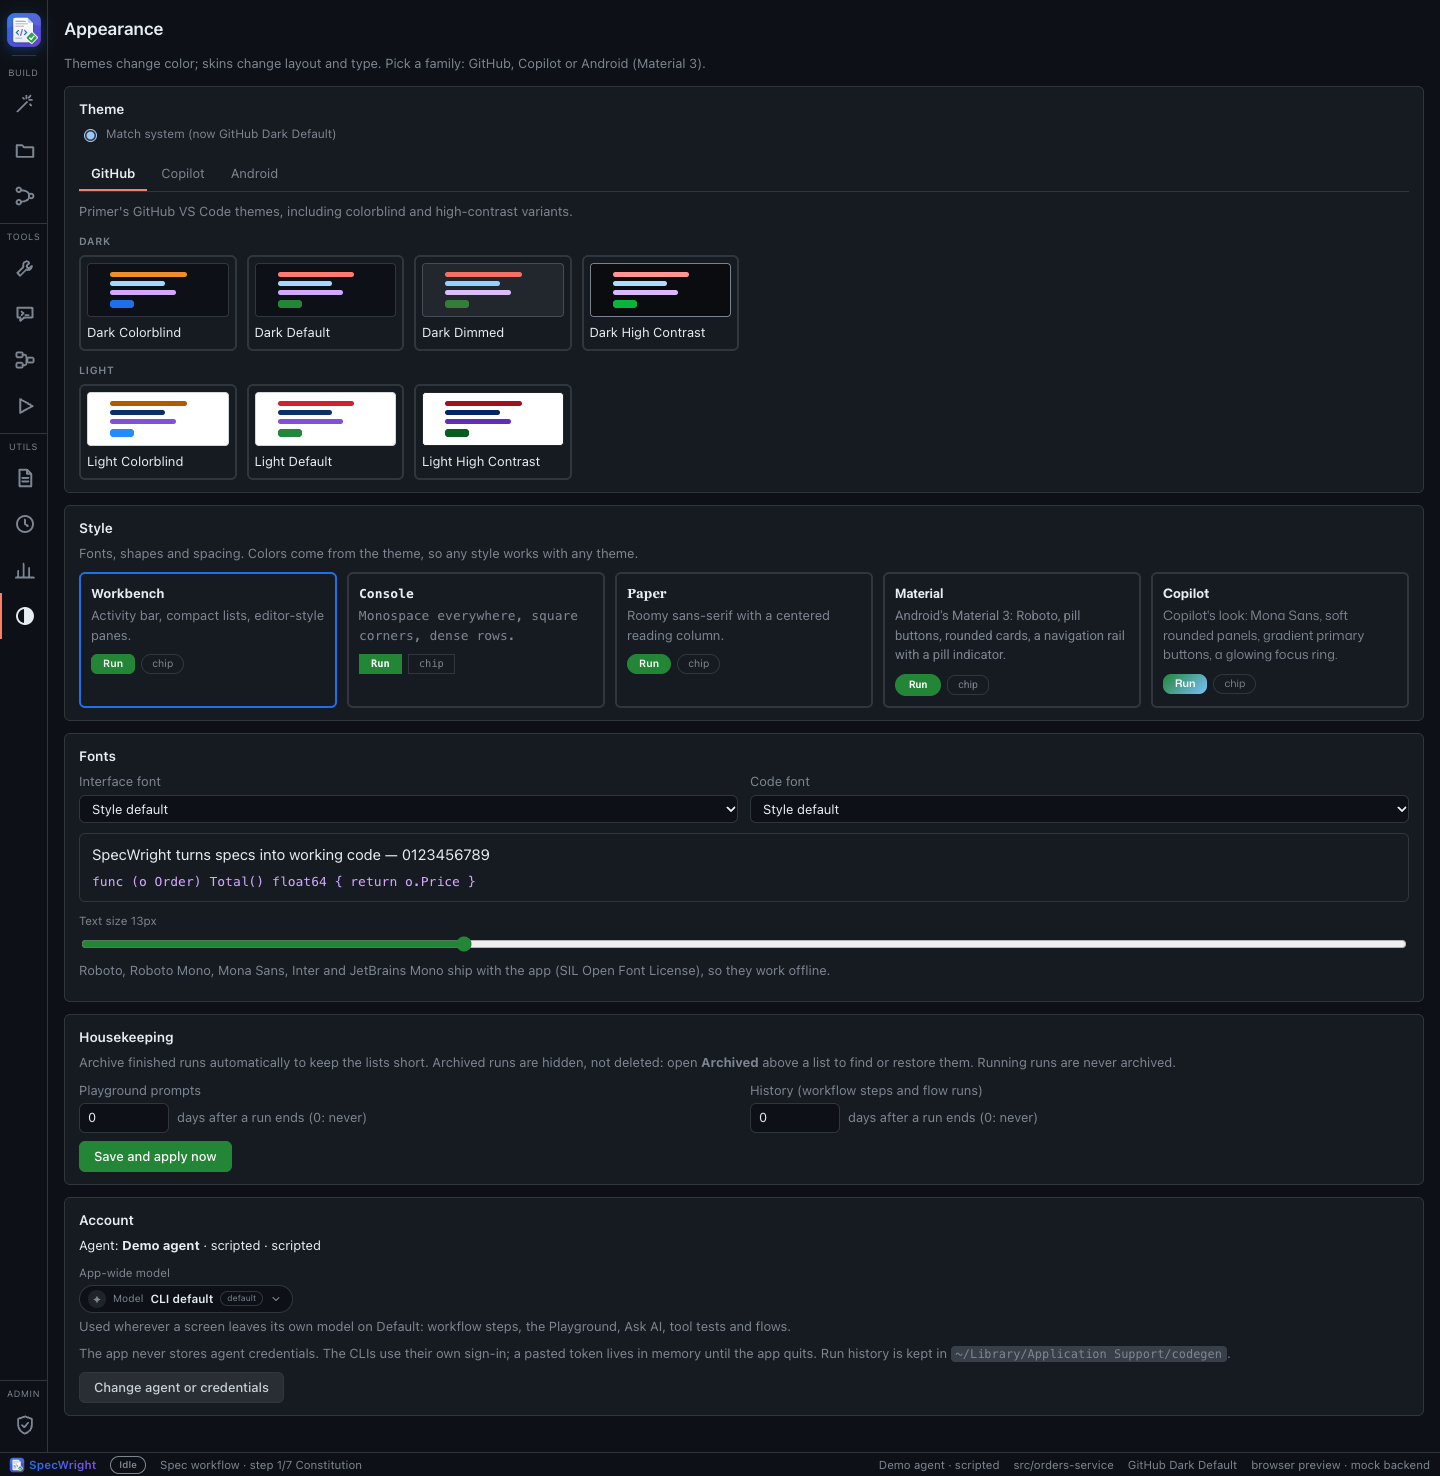 Appearance
Themes change color; skins change layout and type. Pick a family: GitHub, Copilot or Android (Material 3).
BUILD
TOOLS
UTILS
ADMIN
Theme
Match system (now GitHub Dark Default)
GitHub Copilot Android
Primer's GitHub VS Code themes, including colorblind and high-contrast variants.
DARK
Dark Colorblind Dark Default Dark Dimmed Dark High Contrast
LIGHT
Light Colorblind Light Default Light High Contrast
Style
Fonts, shapes and spacing. Colors come from the theme, so any style works with any theme.
Workbench
Activity bar, compact lists, editor-style
panes.
Run chip
Console
Monospace everywhere, square
corners, dense rows.
Run chip
Paper
Roomy sans-serif with a centered
reading column.
Run chip
Material
Android's Material 3: Roboto, pill
buttons, rounded cards, a navigation rail
with a pill indicator.
Run chip
Copilot
Copilot's look: Mona Sans, soft
rounded panels, gradient primary
buttons, a glowing focus ring.
Run chip
Fonts
Interface font Code font
Style default Style default
SpecWright turns specs into working code — 0123456789
func (o Order) Total() float64 { return o.Price }
Text size 13px
Roboto, Roboto Mono, Mona Sans, Inter and JetBrains Mono ship with the app (SIL Open Font License), so they work offline.
Housekeeping
Archive finished runs automatically to keep the lists short. Archived runs are hidden, not deleted: open Archived above a list to find or restore them. Running runs are never archived.
Playground prompts History (workflow steps and flow runs)
0 days after a run ends (0: never) 0 days after a run ends (0: never)
Save and apply now
Account
Agent: Demo agent · scripted · scripted
App-wide model
Model CLI default default
Used wherever a screen leaves its own model on Default: workflow steps, the Playground, Ask AI, tool tests and flows.
The app never stores agent credentials. The CLIs use their own sign-in; a pasted token lives in memory until the app quits. Run history is kept in ~/Library/Application Support/codegen.
Change agent or credentials
SpecWright Idle Spec workflow · step 1/7 Constitution Demo agent · scripted src/orders-service GitHub Dark Default browser preview · mock backend